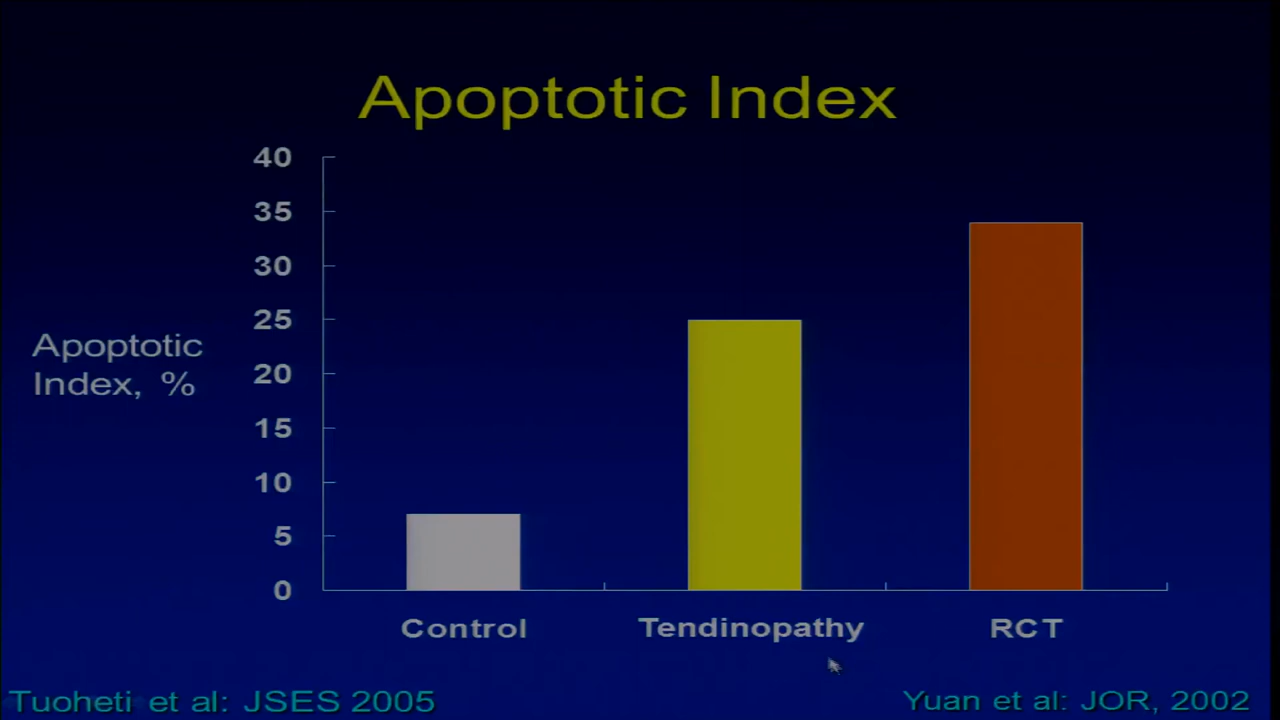 Apoptotic Index
40
35
30
25
20
15
10
5
0
Apoptotic
Index, %
Control
Tendinopathy
RCT
Tuoheti et al: JSES 2005
Yuan et al: JOR, 2002